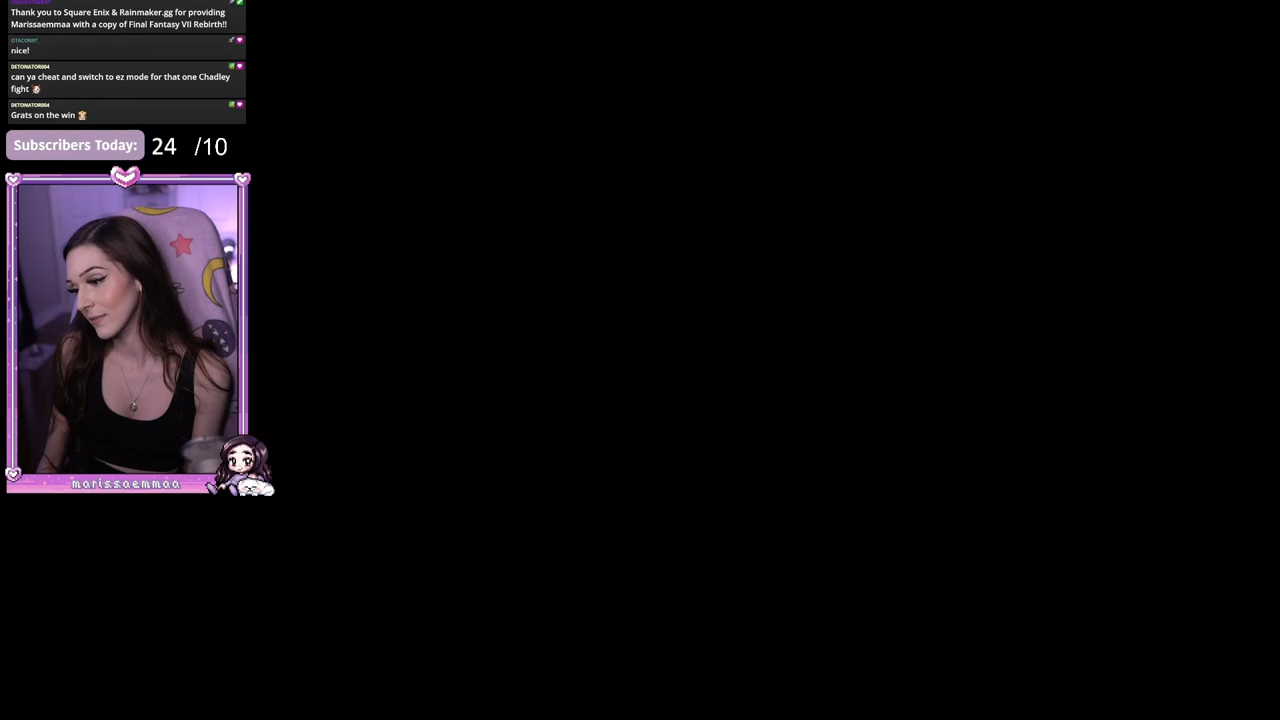 Thank you to Square Enix & Rainmaker.gg for providing
Marissaemmaa with a copy of Final Fantasy VII Rebirth!!
OTACON97_
nice!
DETONATOR004
can ya cheat and switch to ez mode for that one Chadley
fight
DETONATOR004
Grats on the win
Subscribers Today: 24 /10
marissaemmaa